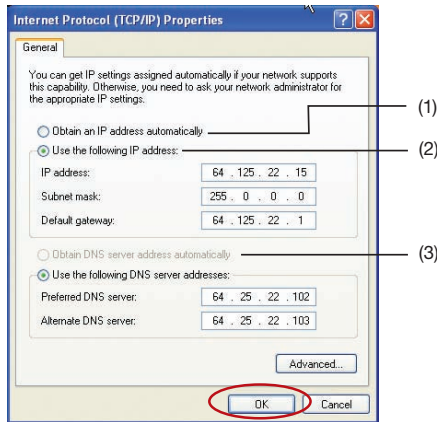 Internet Protocol (TCP/IP) Properties
General
You can get IP settings assigned automatically if your network supports
this capability. Otherwise, you need to ask your network administrator for
the appropriate IP settings.
Obtain an IP address automatically
(1)
Use the following IP address:
(2)
IP address: 64 . 125 . 22 . 15
Subnet mask: 255 . 0 . 0 . 0
Default gateway: 64 . 125 . 22 . 1
Obtain DNS server address automatically
(3)
Use the following DNS server addresses:
Preferred DNS server: 64 . 25 . 22 . 102
Alternate DNS server: 64 . 25 . 22 . 103
Advanced...
OK Cancel